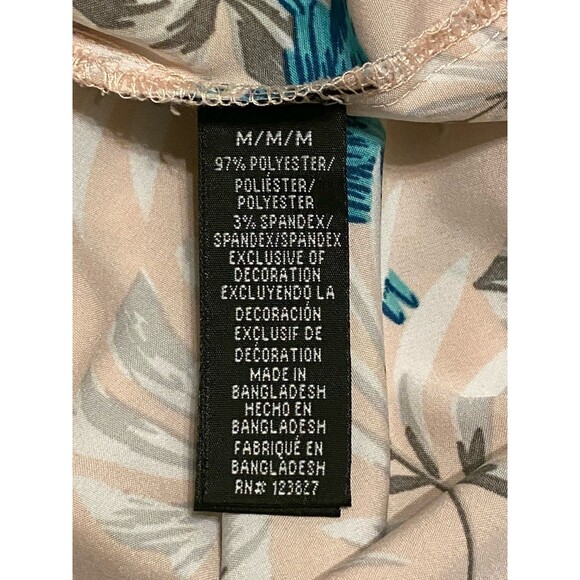 M/M/M
97% POLYESTER/
POLIÉSTER/
POLYESTER
3% SPANDEX/
SPANDEX/SPANDEX
EXCLUSIVE OF
DECORATION
EXCLUYENDO LA
DECORACIÓN
EXCLUSIF DE
DÉCORATION
MADE IN
BANGLADESH
HECHO EN
BANGLADESH
FABRIQUÉ EN
BANGLADESH
RN# 123827